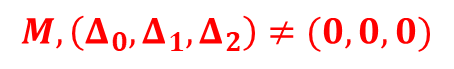 M, (Δ₀, Δ₁, Δ₂) ≠ (0, 0, 0)